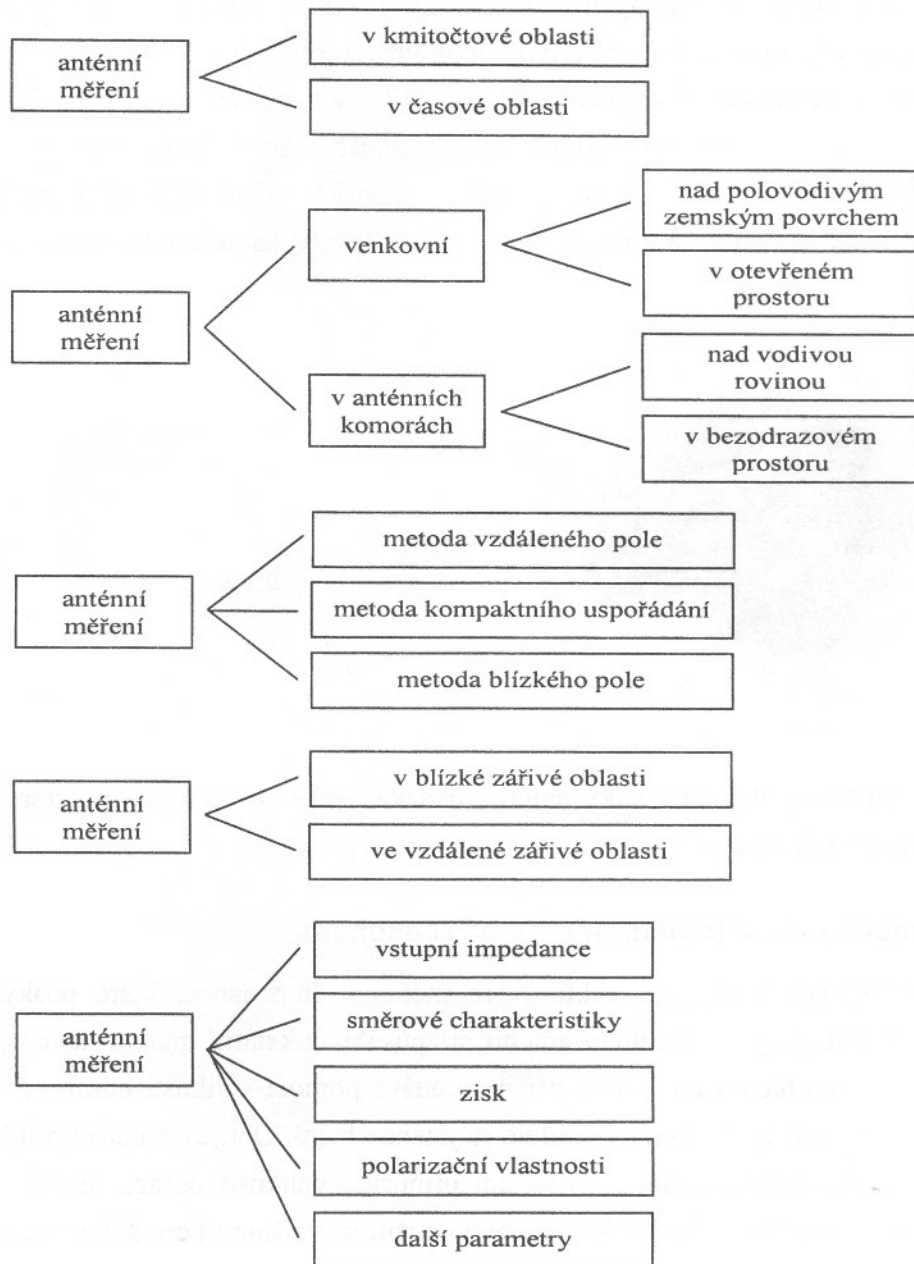 anténní
měření
v kmitočtové oblasti
v časové oblasti
anténní
měření
venkovní
nad polovodivým
zemským povrchem
v otevřeném
prostoru
v anténních
komorách
nad vodivou
rovinou
v bezodrazovém
prostoru
anténní
měření
metoda vzdáleného pole
metoda kompaktního uspořádání
metoda blízkého pole
anténní
měření
v blízké zářivé oblasti
ve vzdálené zářivé oblasti
anténní
měření
vstupní impedance
směrové charakteristiky
zisk
polarizační vlastnosti
další parametry